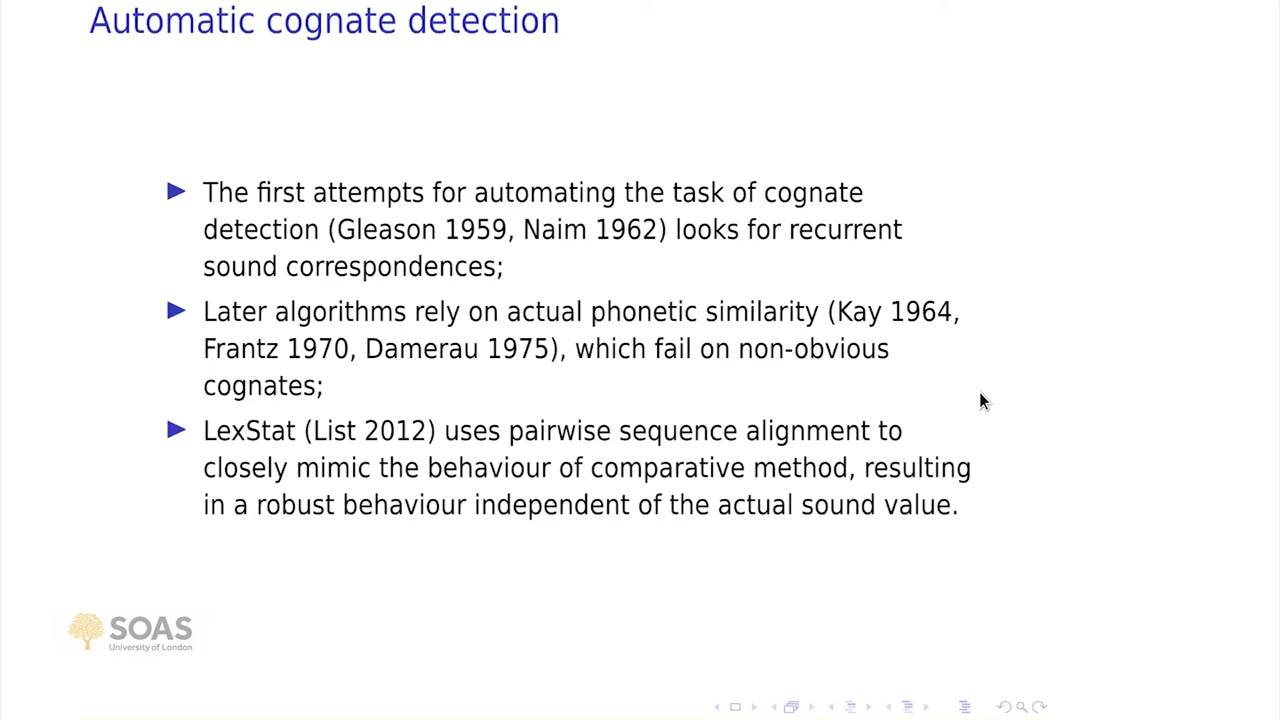 Automatic cognate detection
The first attempts for automating the task of cognate
detection (Gleason 1959, Naim 1962) looks for recurrent
sound correspondences;
Later algorithms rely on actual phonetic similarity (Kay 1964,
Frantz 1970, Damerau 1975), which fail on non-obvious
cognates;
LexStat (List 2012) uses pairwise sequence alignment to
closely mimic the behaviour of comparative method, resulting
in a robust behaviour independent of the actual sound value.
SOAS
University of London